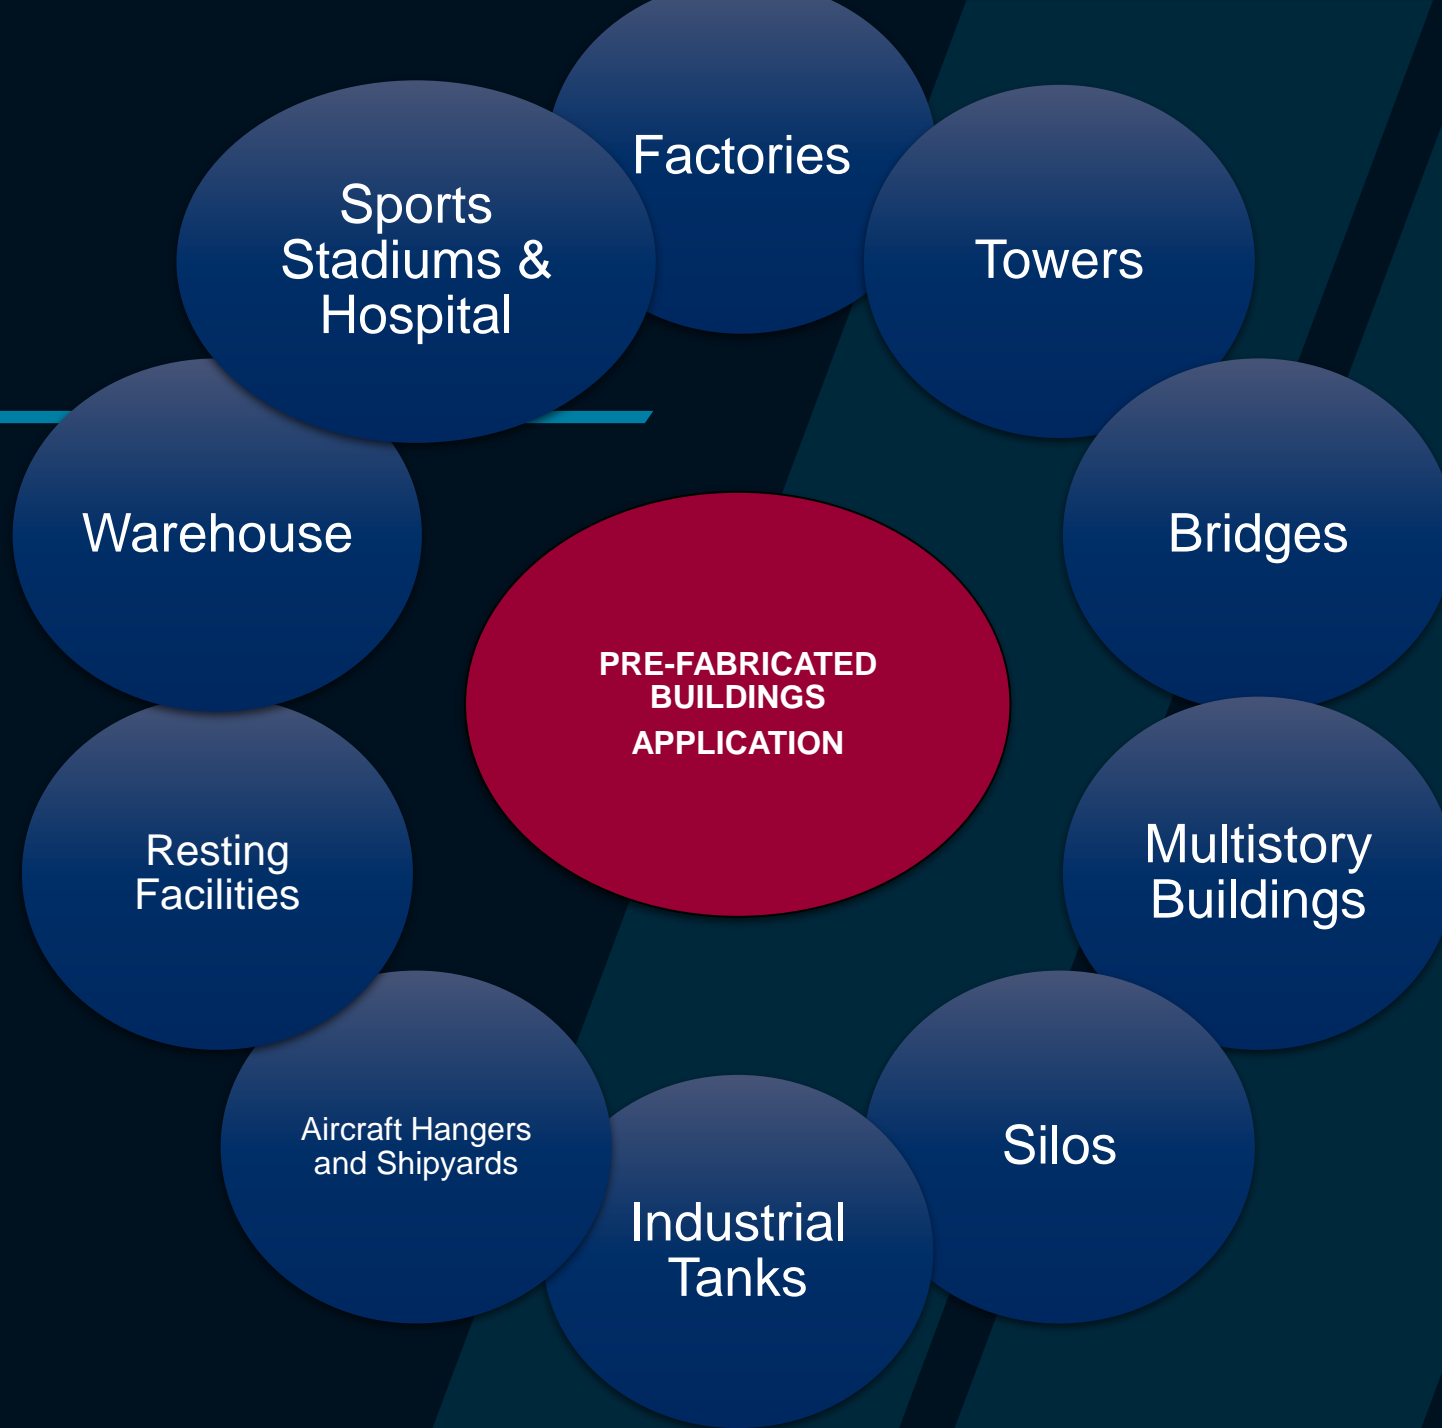 Factories
Sports
Stadiums &
Hospital
Towers
Warehouse
Bridges
PRE-FABRICATED
BUILDINGS
APPLICATION
Resting
Facilities
Multistory
Buildings
Aircraft Hangers
and Shipyards
Silos
Industrial
Tanks